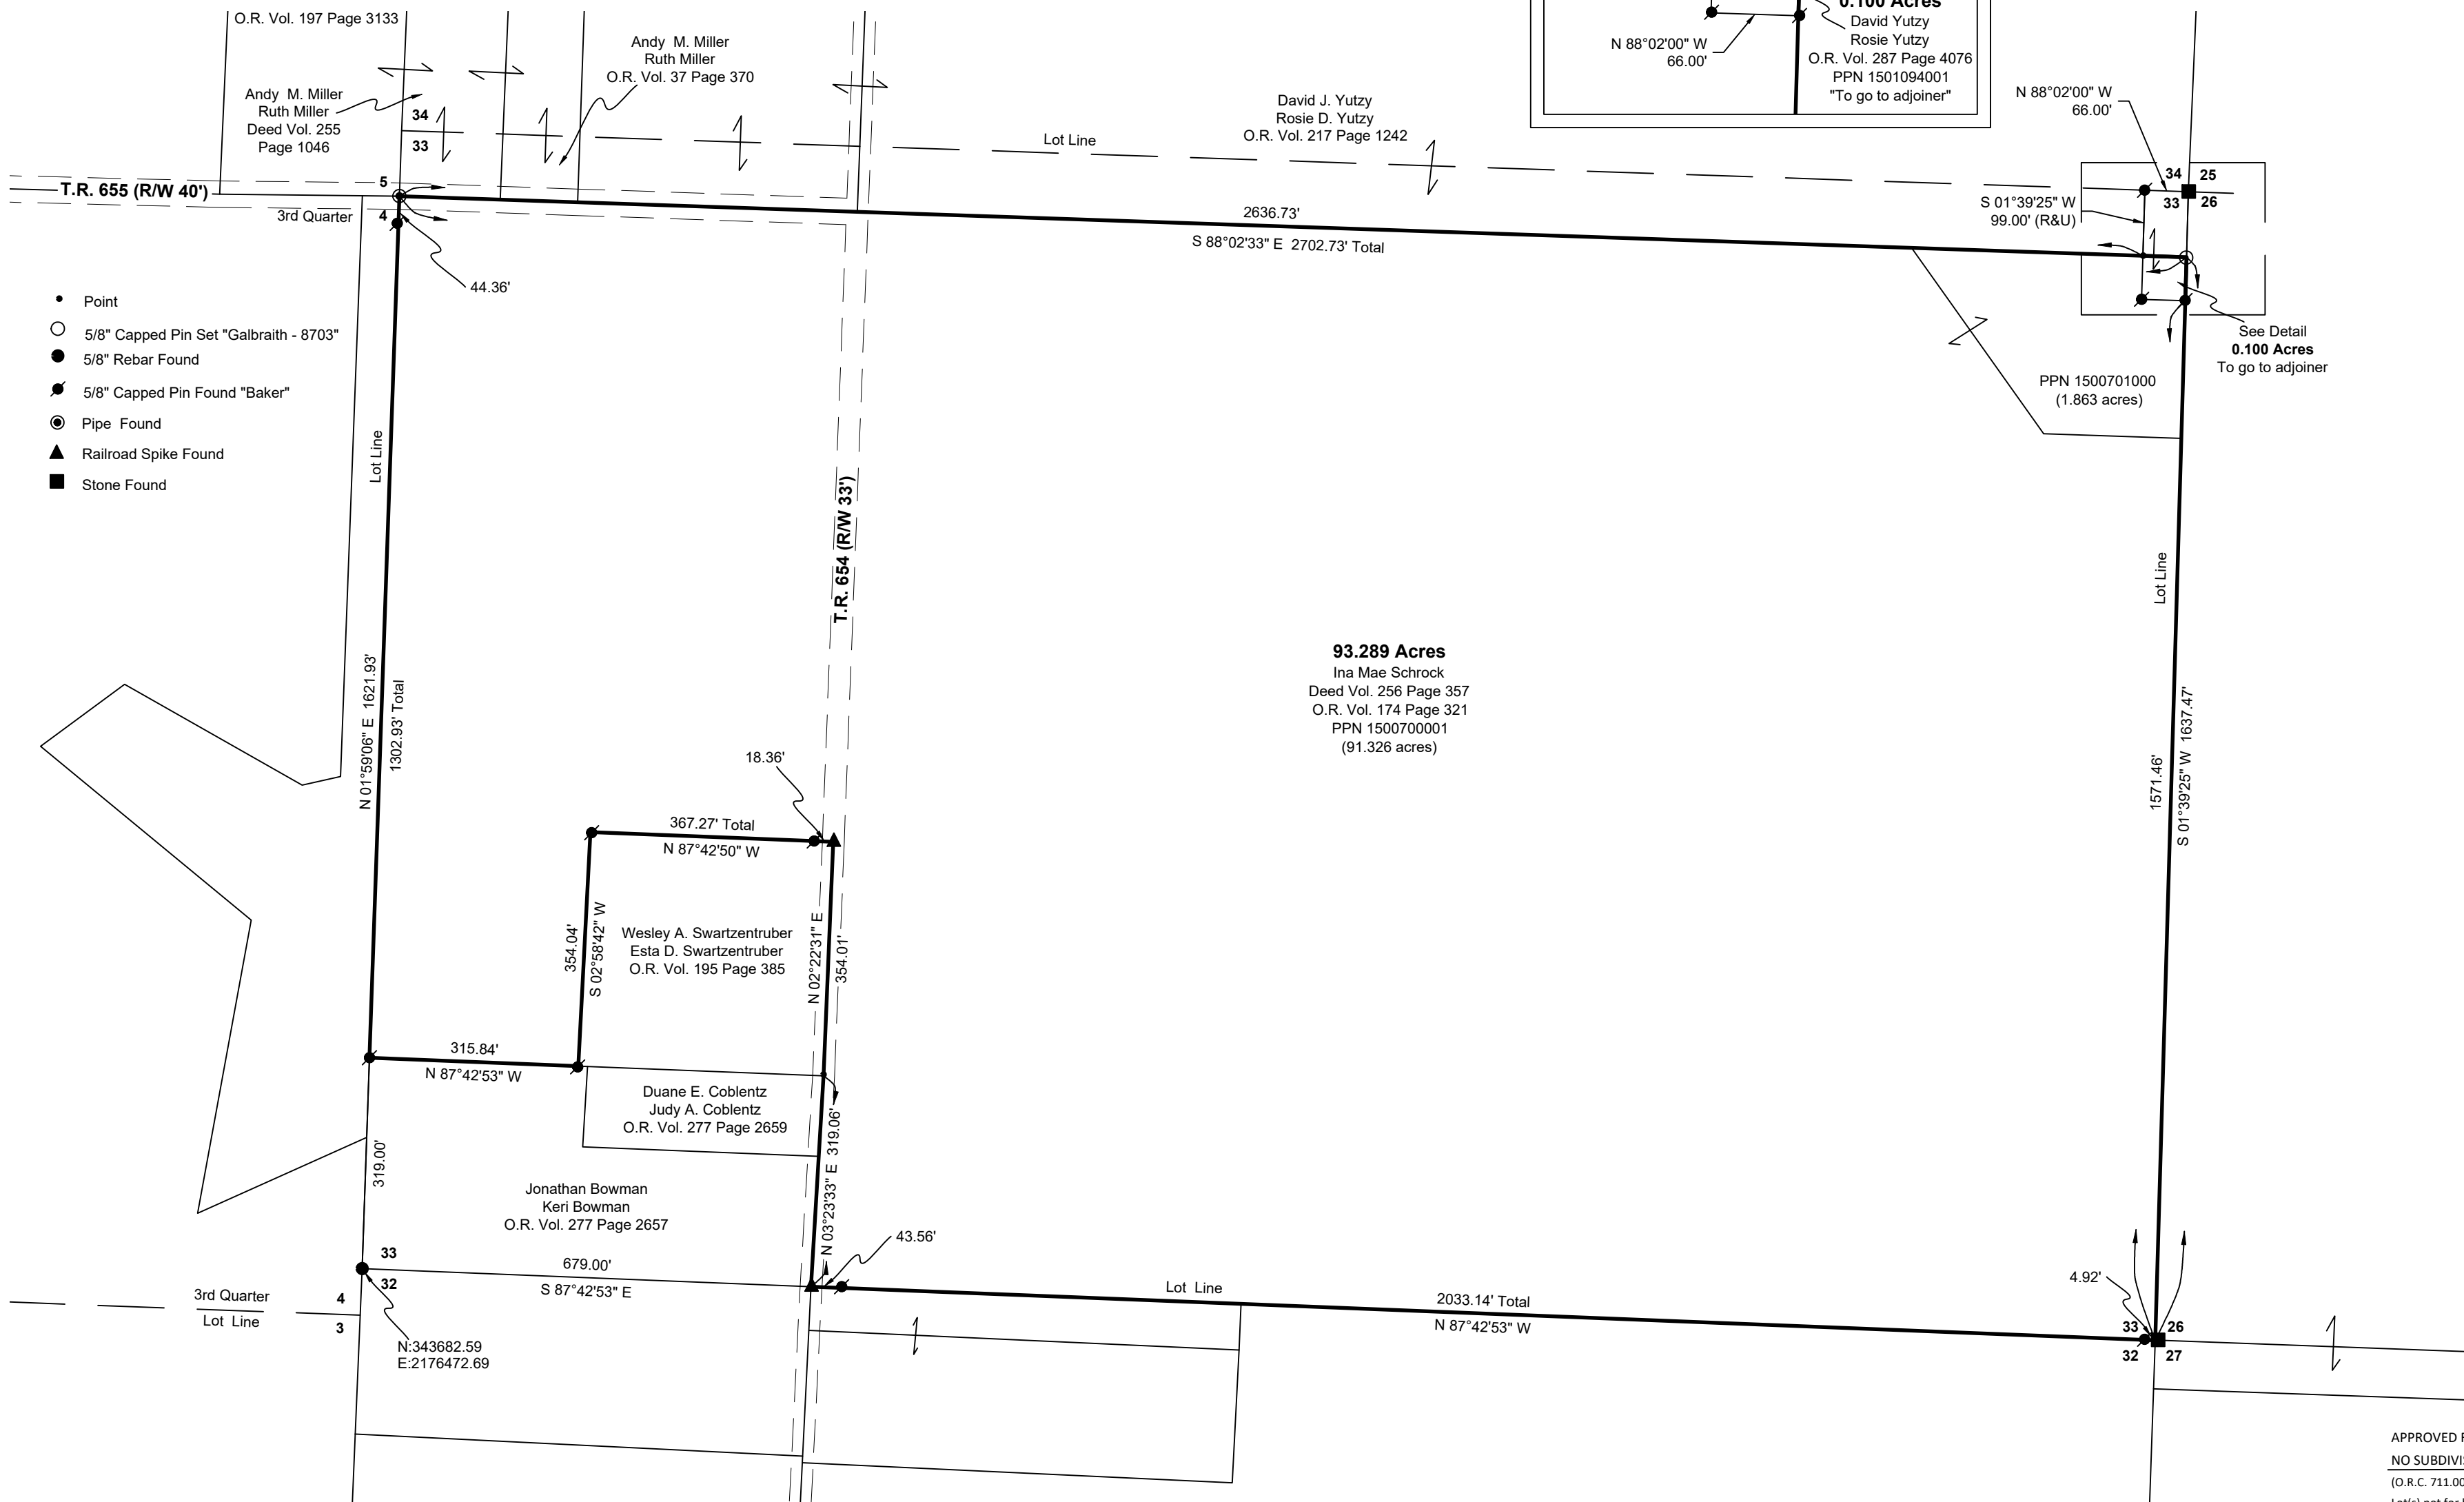 O.R. Vol. 197 Page 3133
Andy M. Miller
Ruth Miller
O.R. Vol. 37 Page 370
Andy M. Miller
Ruth Miller
Deed Vol. 255
Page 1046
34
33
David J. Yutzy
Rosie D. Yutzy
O.R. Vol. 217 Page 1242
Lot Line
0.100 Acres
David Yutzy
Rosie Yutzy
O.R. Vol. 287 Page 4076
PPN 1501094001
"To go to adjoiner"
N 88°02'00" W
66.00'
N 88°02'00" W
66.00'
34
25
33
26
S 01°39'25" W
99.00' (R&U)
T.R. 655 (R/W 40')
5
3rd Quarter
4
2636.73'
S 88°02'33" E 2702.73' Total
44.36'
See Detail
0.100 Acres
To go to adjoiner
PPN 1500701000
(1.863 acres)
Point
5/8" Capped Pin Set "Galbraith - 8703"
5/8" Rebar Found
5/8" Capped Pin Found "Baker"
Pipe Found
Railroad Spike Found
Stone Found
Lot Line
N 01°59'06" E 1621.93'
1302.93' Total
T.R. 654 (R/W 33')
Lot Line
93.289 Acres
Ina Mae Schrock
Deed Vol. 256 Page 357
O.R. Vol. 174 Page 321
PPN 1500700001
(91.326 acres)
1571.46'
S 01°39'25" W 1637.47'
18.36'
367.27' Total
N 87°42'50" W
354.04'
S 02°58'42" W
Wesley A. Swartzentruber
Esta D. Swartzentruber
O.R. Vol. 195 Page 385
N 02°22'31" E
354.01'
315.84'
N 87°42'53" W
Duane E. Coblentz
Judy A. Coblentz
O.R. Vol. 277 Page 2659
319.00'
N 03°23'33" E 319.06'
Jonathan Bowman
Keri Bowman
O.R. Vol. 277 Page 2657
43.56'
33
32
679.00'
S 87°42'53" E
Lot Line
2033.14' Total
N 87°42'53" W
4.92'
33
26
32
27
3rd Quarter
Lot Line
4
3
N:343682.59
E:2176472.69
APPROVED
NO
(O.R.C.